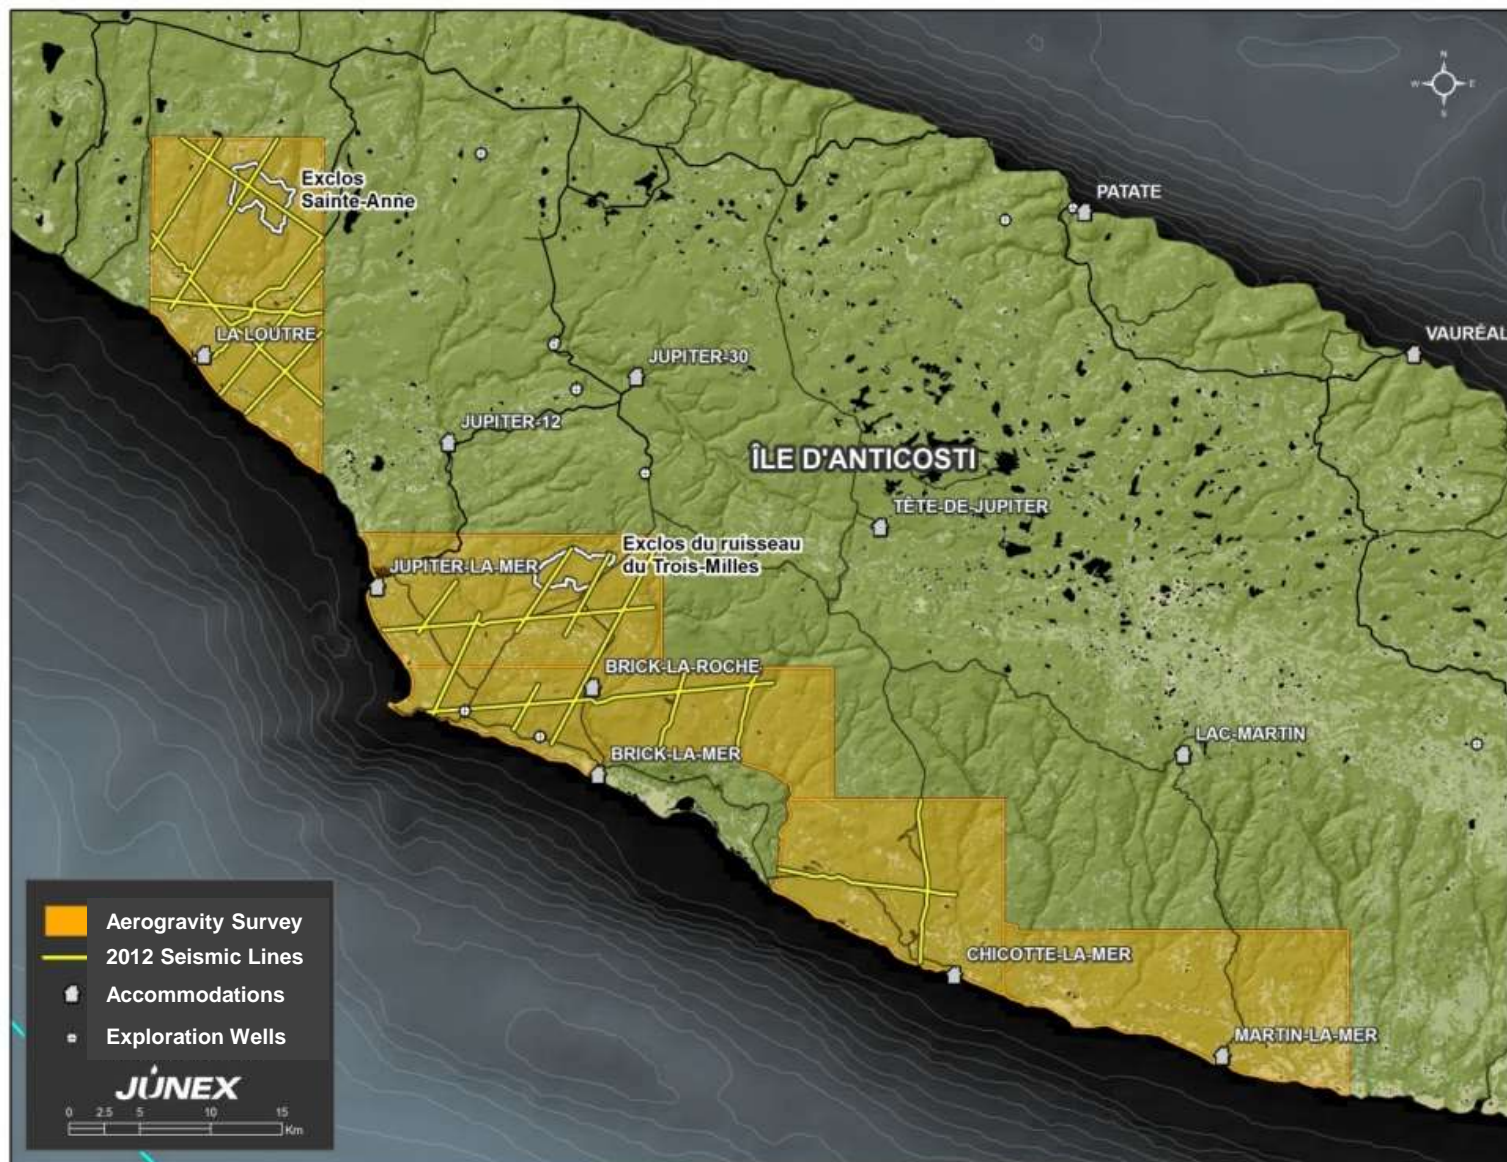 N
W E
S
PATATE
Exclos
Sainte-Anne
VAURÉAL
LA LOUTRE
JUPITER-30
JUPITER-12
ÎLE D'ANTICOSTI
TÊTE-DE-JUPITER
Exclos du ruisseau
du Trois-Milles
JUPITER-LA-MER
BRICK-LA-ROCHE
LAC-MARTIN
BRICK-LA-MER
CHICOTTE-LA-MER
MARTIN-LA-MER
Aerogravity Survey
2012 Seismic Lines
Accommodations
Exploration Wells
JUNEX
0 2.5 5 10 15
Km